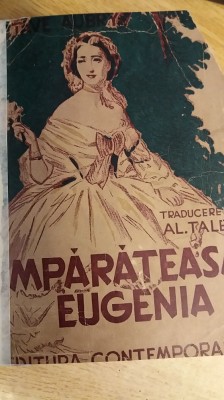 TRADUCERE
AL. TALE
MPĂRĂTEASA
EUGENIA
DITURA CONTEMPORA